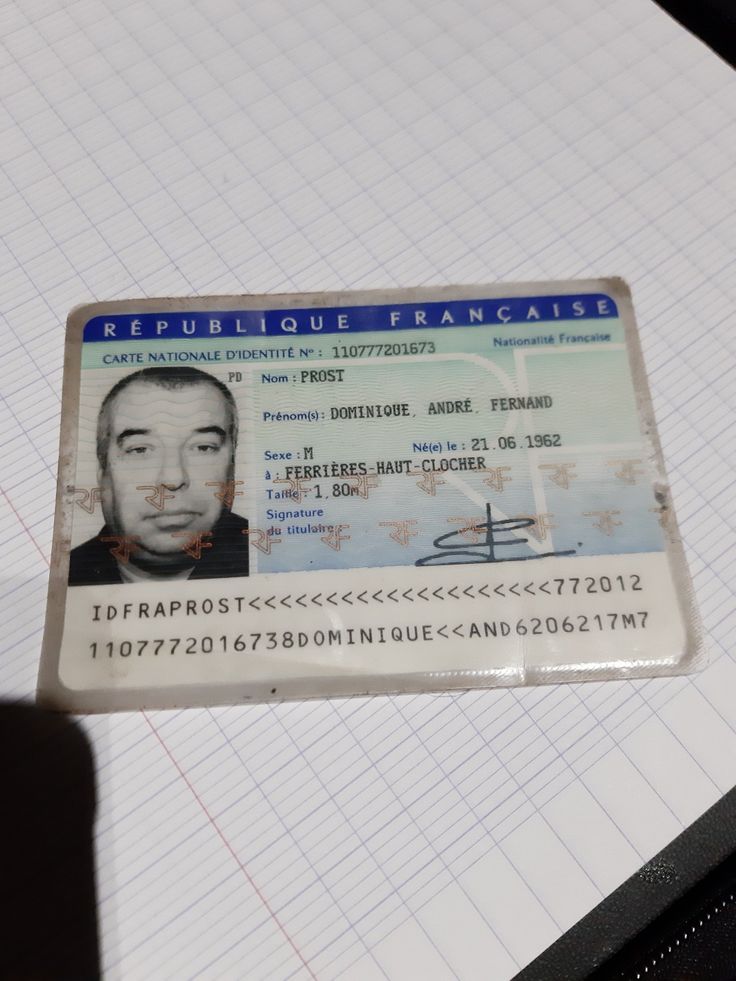 RÉPUBLIQUE FRANÇAISE
CARTE NATIONALE D'IDENTITÉ Nº : 110777201673 Nationalité Française
PD Nom : PROST
Prénom(s) : DOMINIQUE, ANDRÉ, FERNAND
Sexe : M Né(e) le : 21.06.1962
à : FERRIÈRES-HAUT-CLOCHER
Taille : 1,80m
Signature
du titulaire
IDFRAPROST<<<<<<<<<<<<<<<<<<<<772012
1107772016738DOMINIQUE<<AND6206217M7